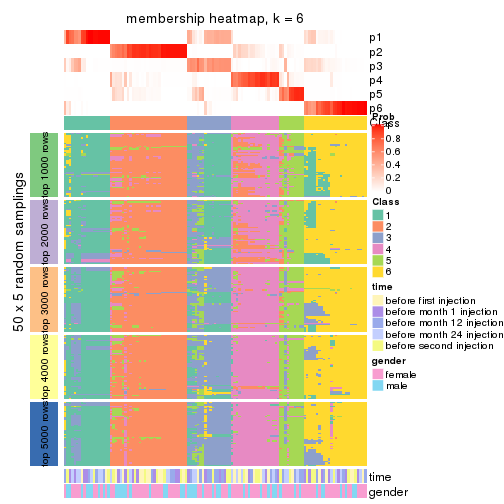 membership heatmap, k = 6
p1
p2
p3
p4
p5
p6
Class
Prob
1
0.8
0.6
0.4
0.2
0
Class
1
2
3
4
5
6
time
before first injection
before month 1 injection
before month 12 injection
before month 24 injection
before second injection
gender
female
male
50 x 5 random samplings
top 1000 rows
top 2000 rows
top 3000 rows
top 4000 rows
top 5000 rows
time
gender